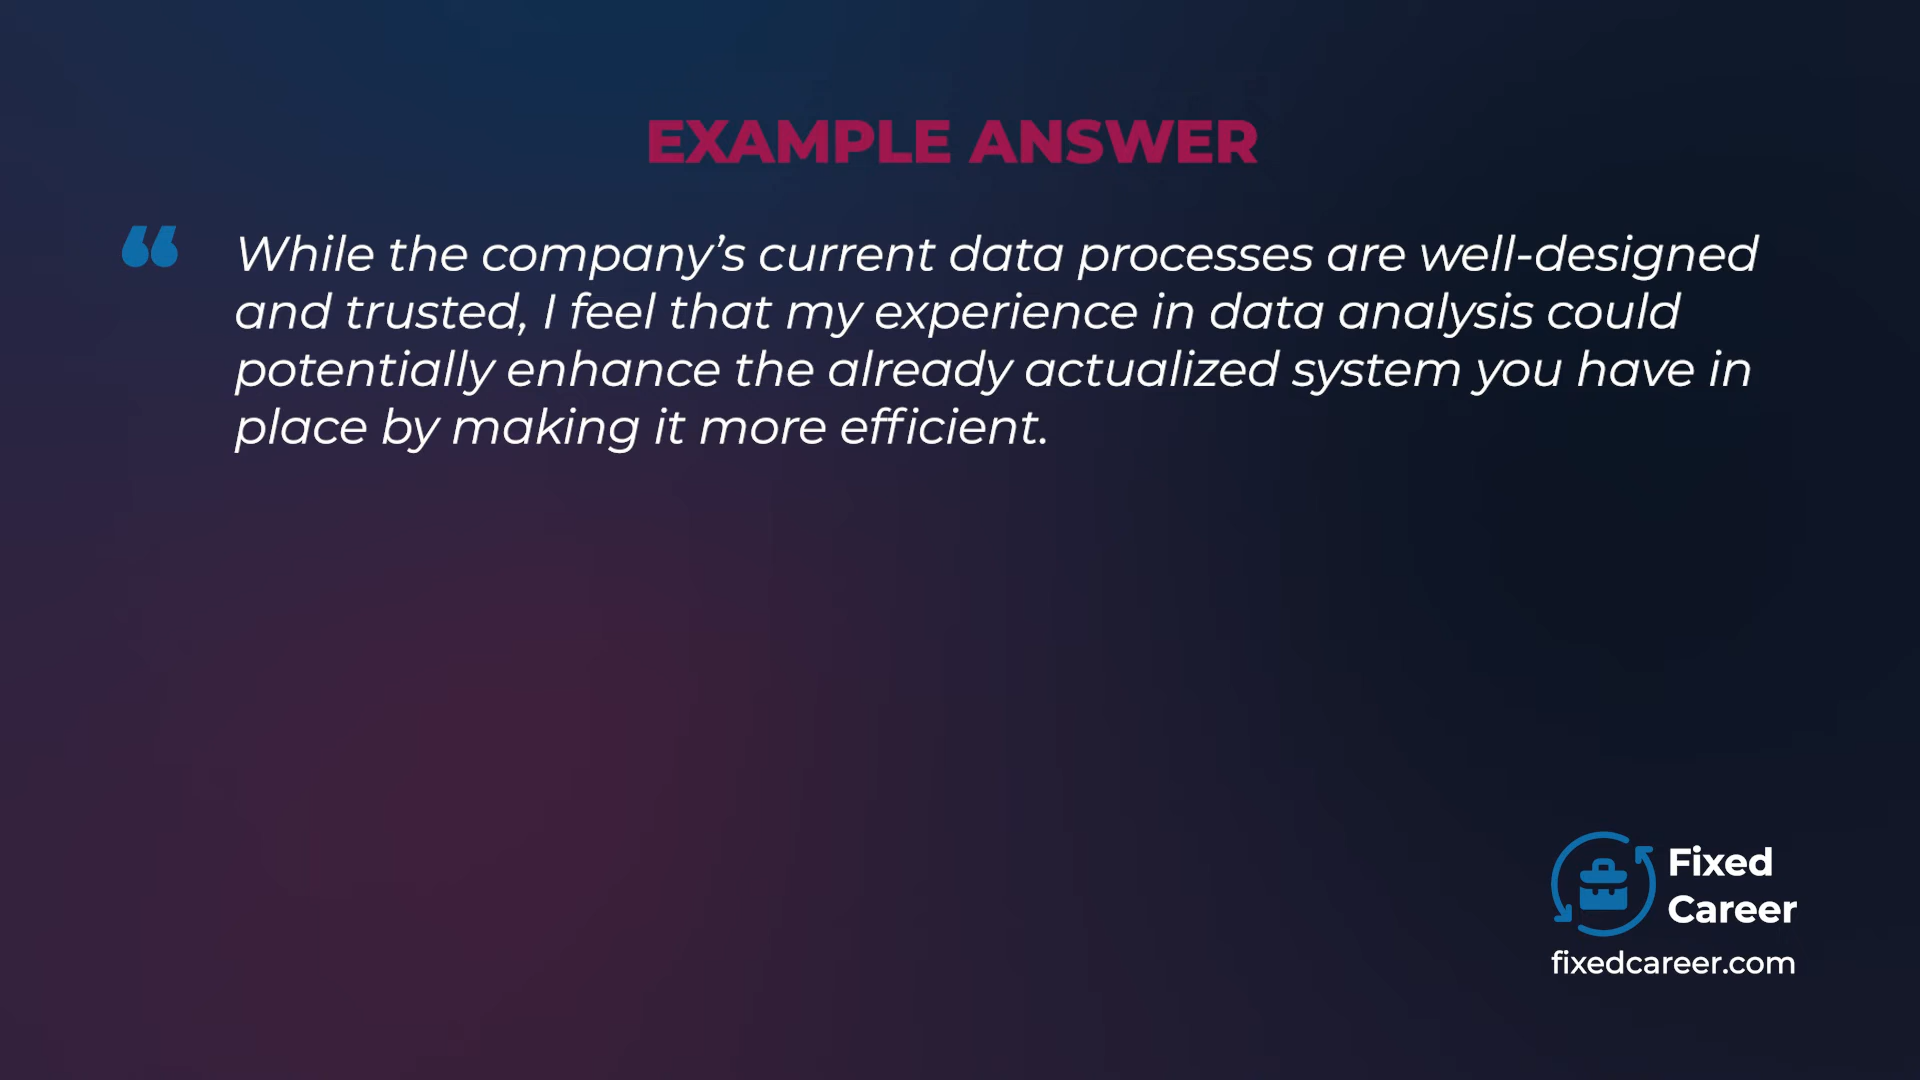 EXAMPLE ANSWER
“ While the company’s current data processes are well-designed
and trusted, I feel that my experience in data analysis could
potentially enhance the already actualized system you have in
place by making it more efficient.
Fixed
Career
fixedcareer.com